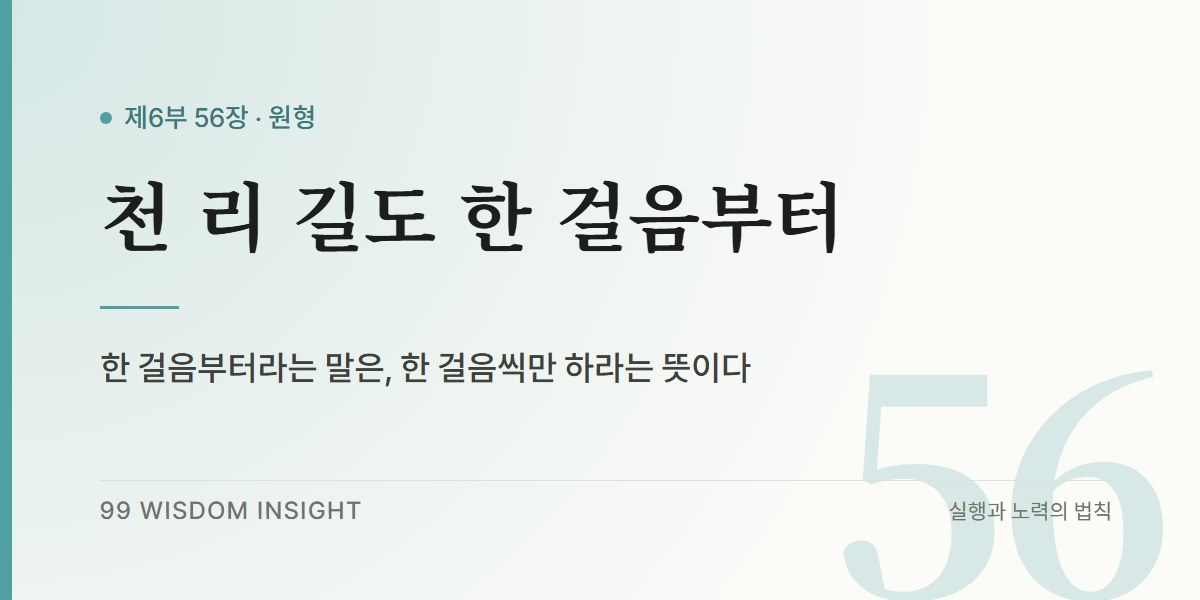 제6부 56장 · 원형
천 리 길도 한 걸음부터
한 걸음부터라는 말은, 한 걸음씩만 하라는 뜻이다
99 WISDOM INSIGHT
실행과 노력의 법칙
56